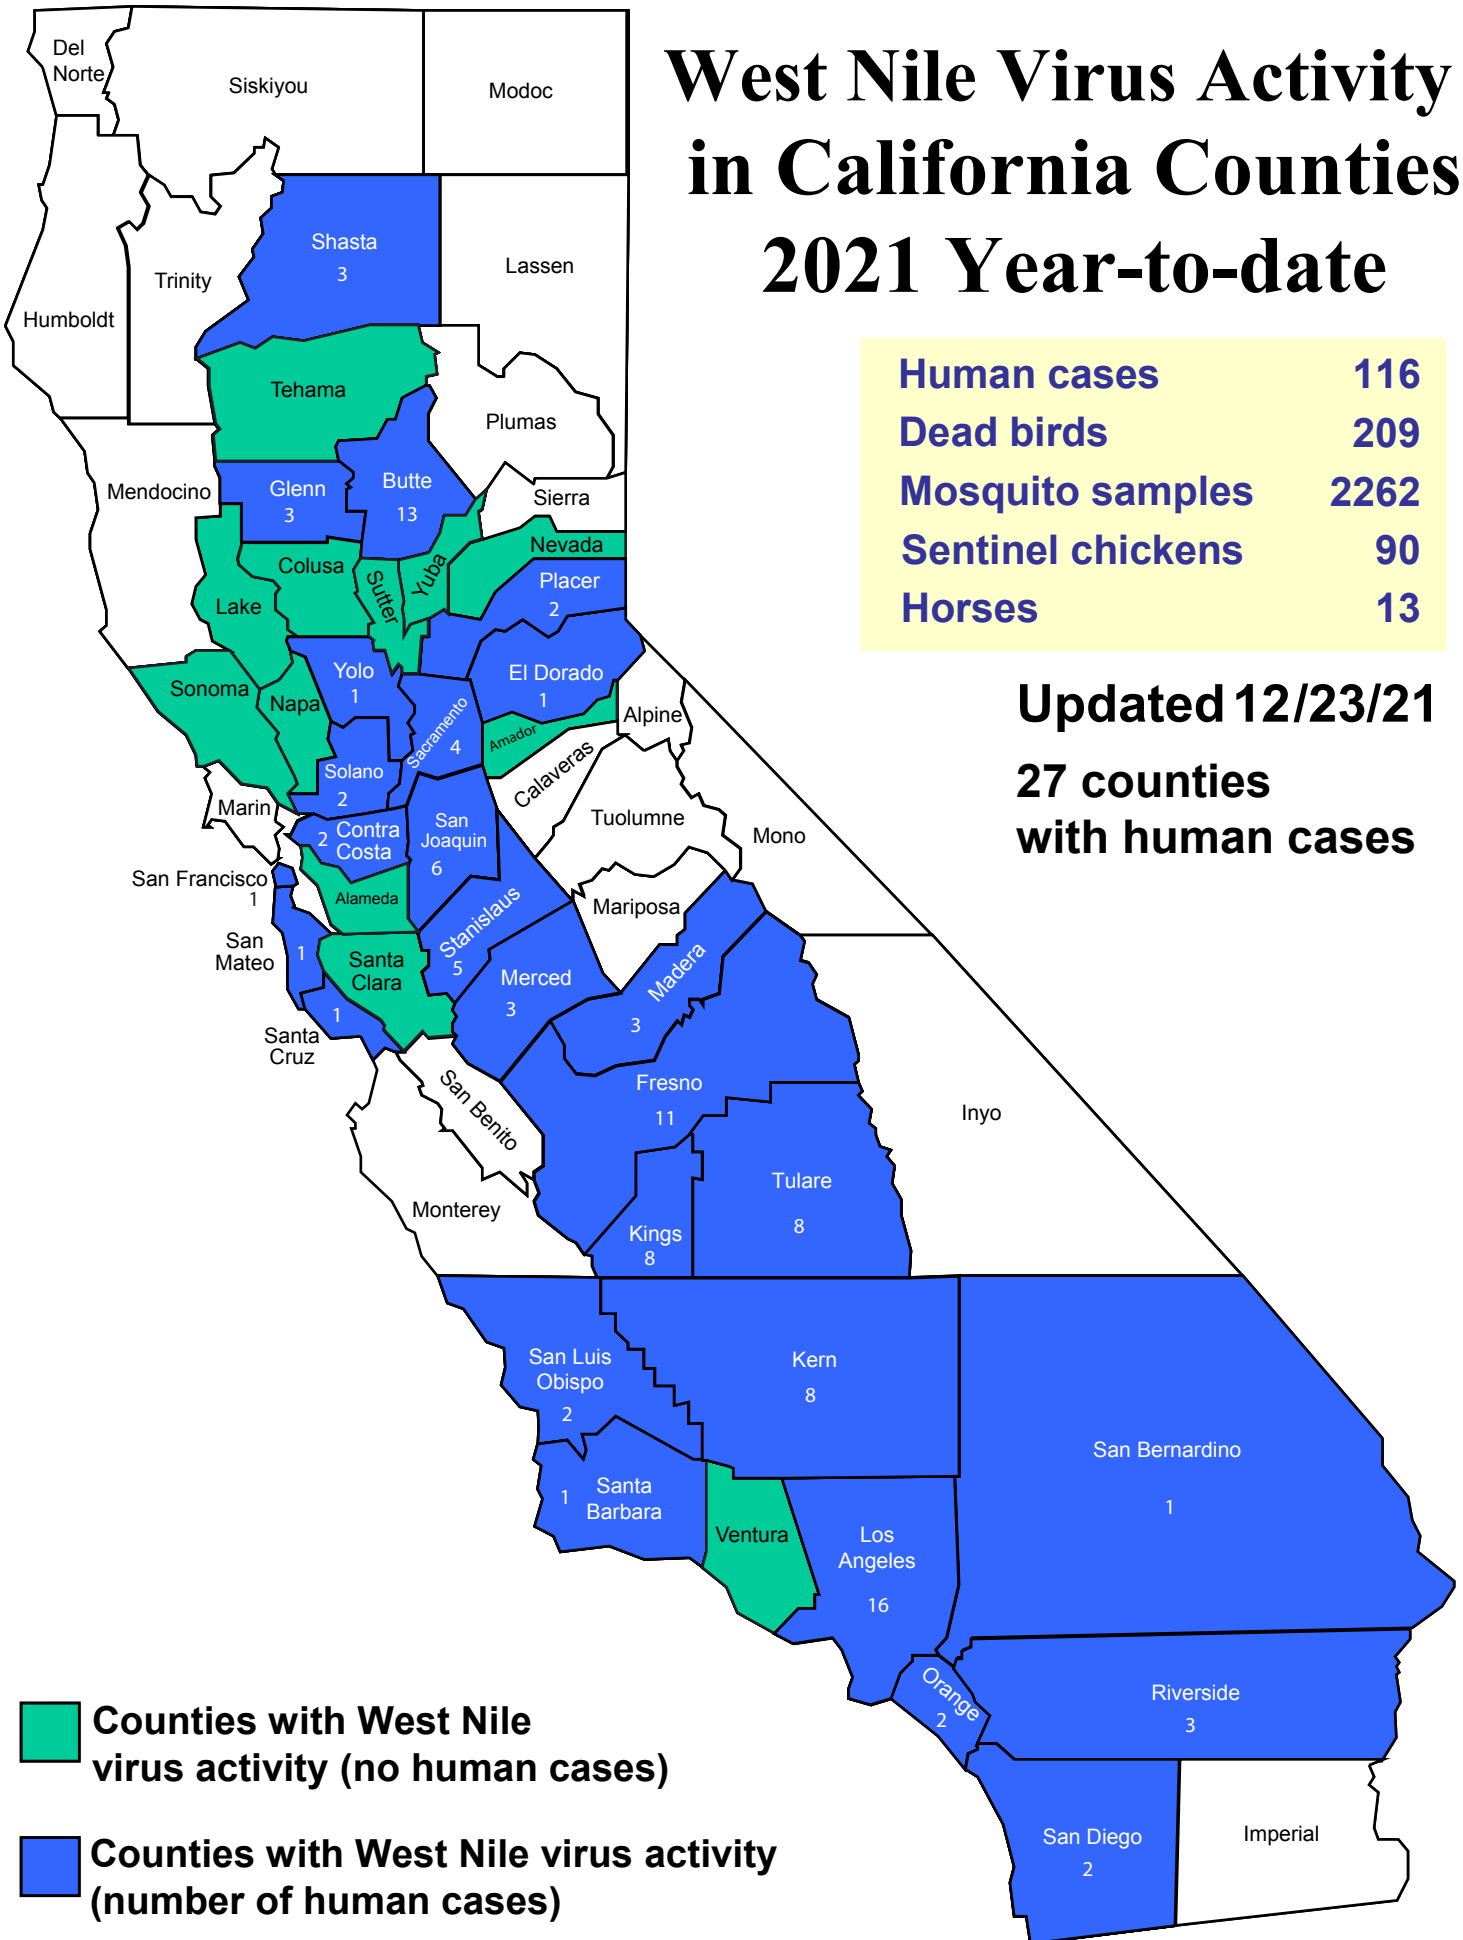 West Nile Virus Activity
in California Counties
2021 Year-to-date
Human cases 116
Dead birds 209
Mosquito samples 2262
Sentinel chickens 90
Horses 13
Updated 12/23/21
27 counties
with human cases
Del
Norte
Siskiyou
Modoc
Shasta
3
Lassen
Trinity
Humboldt
Tehama
Plumas
Mendocino
Glenn
3
Butte
13
Sierra
Nevada
Colusa
Sutter
Yuba
Placer
2
Lake
Yolo
1
El Dorado
1
Sonoma
Napa
Sacramento
4
Amador
Alpine
Solano
2
Calaveras
Marin
2 Contra
Costa
San
Joaquin
6
Tuolumne
Mono
San Francisco
1
Alameda
Stanislaus
5
Mariposa
San
Mateo
1
Santa
Clara
Merced
3
Madera
3
Santa
Cruz
1
San Benito
Fresno
11
Inyo
Monterey
Kings
8
Tulare
8
San Luis
Obispo
2
Kern
8
San Bernardino
1
1 Santa
Barbara
Ventura
Los
Angeles
16
Orange
2
Riverside
3
San Diego
2
Imperial
Counties with West Nile
virus activity (no human cases)
Counties with West Nile virus activity
(number of human cases)